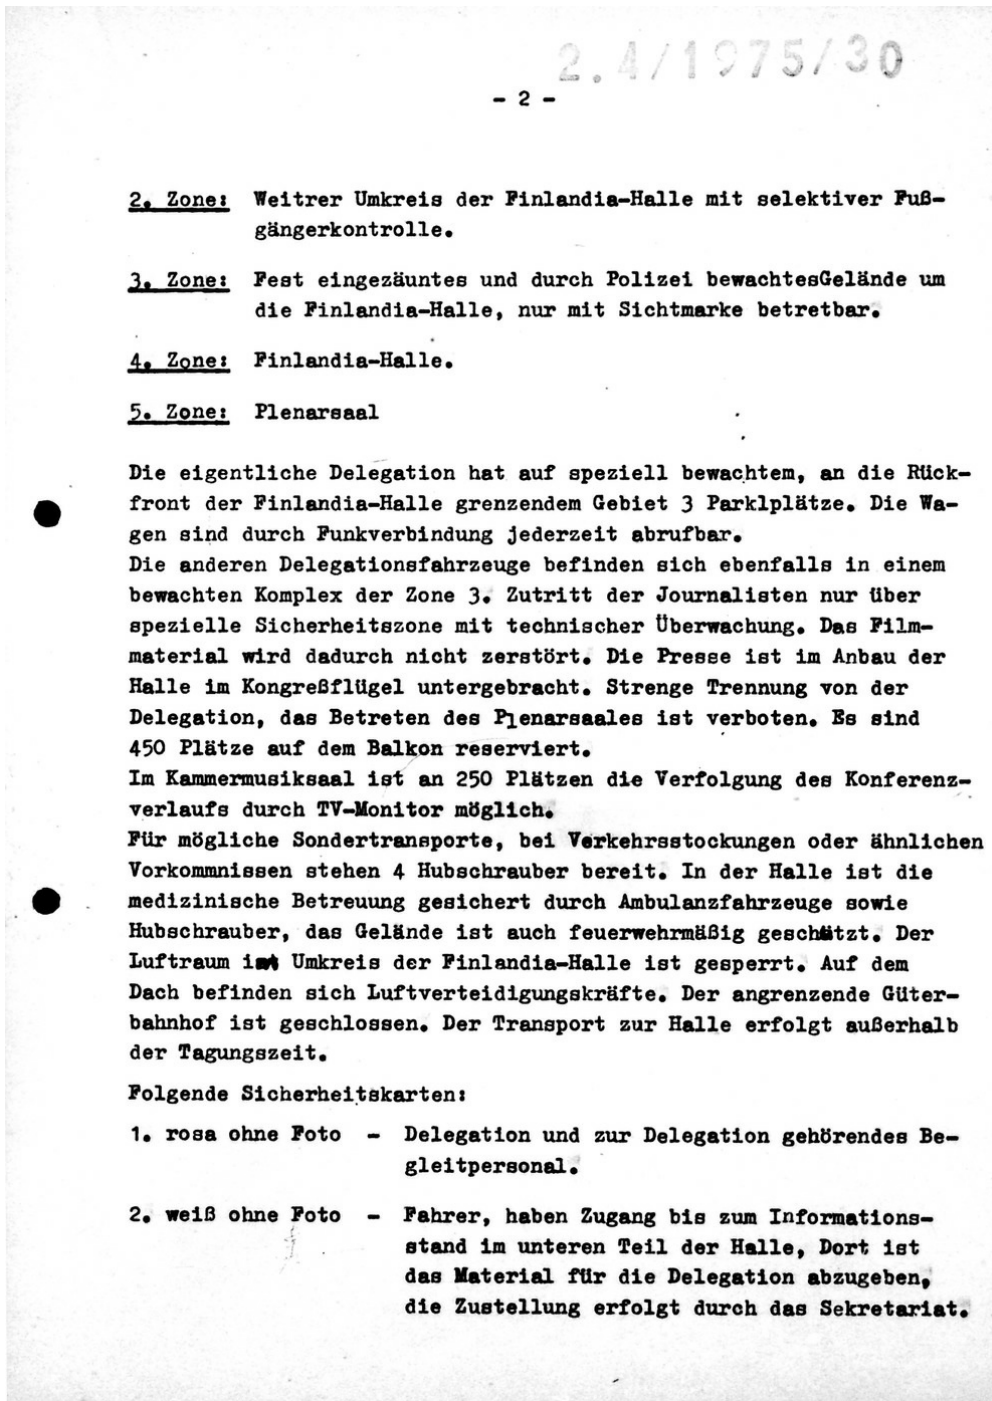 2.4/1975/30
- 2 -
2. Zone: Weitrer Umkreis der Finlandia-Halle mit selektiver Fuß-
gängerkontrolle.
3. Zone: Fest eingezäuntes und durch Polizei bewachtesGelände um
die Finlandia-Halle, nur mit Sichtmarke betretbar.
4. Zone: Finlandia-Halle.
5. Zone: Plenarsaal
Die eigentliche Delegation hat auf speziell bewachtem, an die Rück-
front der Finlandia-Halle grenzendem Gebiet 3 Parklplätze. Die Wa-
gen sind durch Funkverbindung jederzeit abrufbar.
Die anderen Delegationsfahrzeuge befinden sich ebenfalls in einem
bewachten Komplex der Zone 3. Zutritt der Journalisten nur über
spezielle Sicherheitszone mit technischer Überwachung. Das Film-
material wird dadurch nicht zerstört. Die Presse ist im Anbau der
Halle im Kongreßflügel untergebracht. Strenge Trennung von der
Delegation, das Betreten des Plenarsaales ist verboten. Es sind
450 Plätze auf dem Balkon reserviert.
Im Kammermusiksaal ist an 250 Plätzen die Verfolgung des Konferenz-
verlaufs durch TV-Monitor möglich.
Für mögliche Sondertransporte, bei Verkehrsstockungen oder ähnlichen
Vorkommnissen stehen 4 Hubschrauber bereit. In der Halle ist die
medizinische Betreuung gesichert durch Ambulanzfahrzeuge sowie
Hubschrauber, das Gelände ist auch feuerwehrmäßig geschützt. Der
Luftraum im Umkreis der Finlandia-Halle ist gesperrt. Auf dem
Dach befinden sich Luftverteidigungskräfte. Der angrenzende Güter-
bahnhof ist geschlossen. Der Transport zur Halle erfolgt außerhalb
der Tagungszeit.
Folgende Sicherheitskarten:
1. rosa ohne Foto - Delegation und zur Delegation gehörendes Be-
gleitpersonal.
2. weiß ohne Foto - Fahrer, haben Zugang bis zum Informations-
stand im unteren Teil der Halle, Dort ist
das Material für die Delegation abzugeben,
die Zustellung erfolgt durch das Sekretariat.